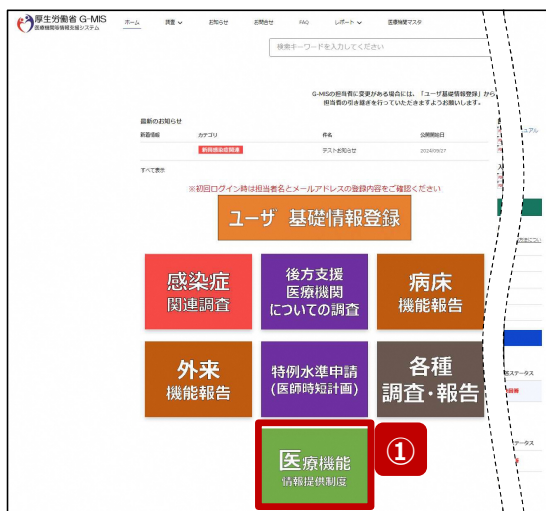 厚生労働省 G-MIS
医療機関等情報支援システム
ホーム 調査 お知らせ お問合せ FAQ レポート 医療機関マスタ
検索キーワードを入力してください
G-MISの担当者に変更がある場合には、「ユーザ基礎情報登録」から
担当者の引き継ぎを行っていただきますようお願いします。
最新のお知らせ
新着情報 カテゴリ 件名 公開開始日
新興感染症関連 テストお知らせ 2024/09/27
すべて表示
※初回ログイン時は担当者名とメールアドレスの登録内容をご確認ください
ユーザ 基礎情報登録
感染症
関連調査
後方支援
医療機関
についての調査
病床
機能報告
外来
機能報告
特例水準申請
(医師時短計画)
各種
調査・報告
医療機能
情報提供制度
①